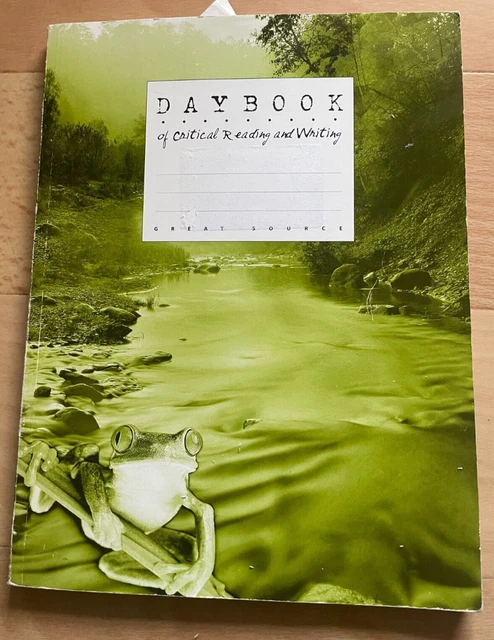 DAYBOOK
of Critical Reading and Writing
GREAT SOURCE